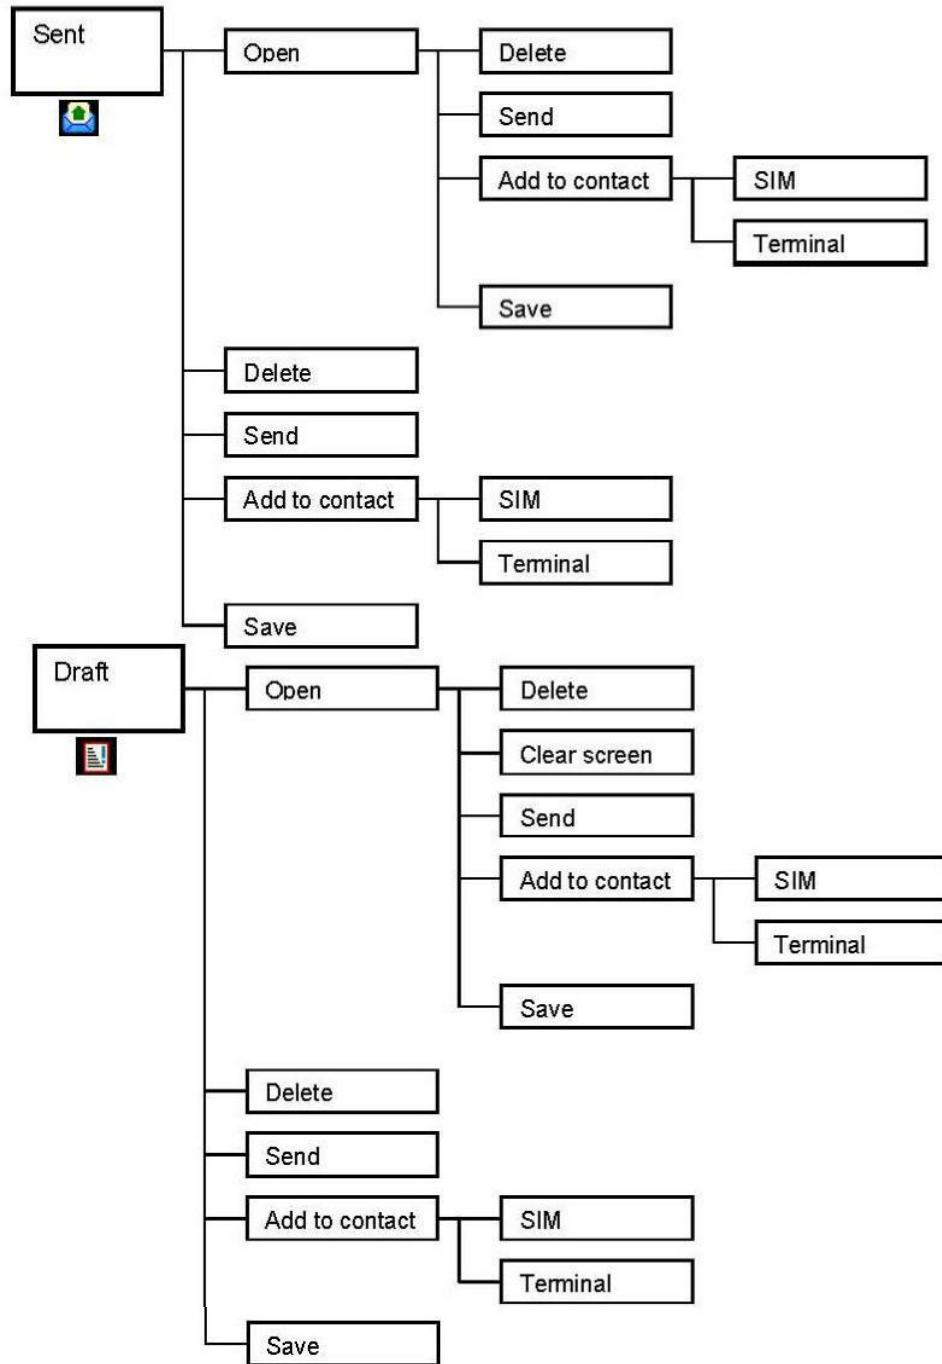 Sent
Open
Delete
Send
Add to contact
SIM
Terminal
Save
Delete
Send
Add to contact
SIM
Terminal
Save
Draft
Open
Delete
Clear screen
Send
Add to contact
SIM
Terminal
Save
Delete
Send
Add to contact
SIM
Terminal
Save